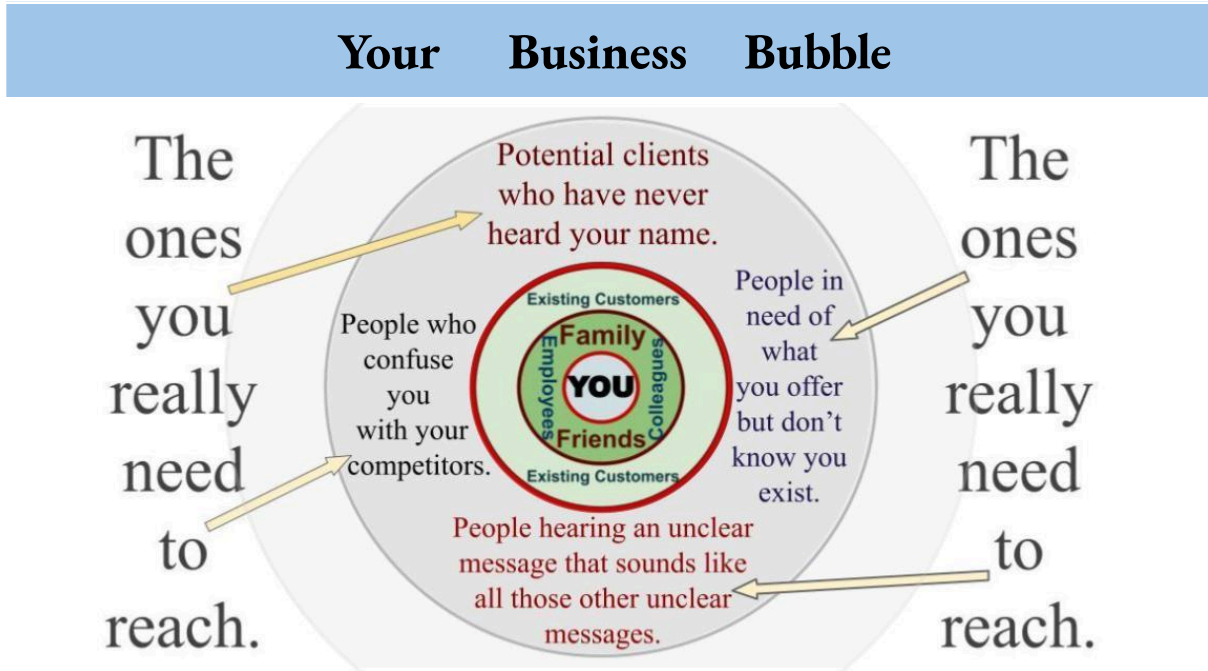 Your Business Bubble
The
ones
you
really
need
to
reach.
Potential clients
who have never
heard your name.
People who
confuse
you
with your
competitors.
Existing Customers
Family
Employees
YOU
Colleagues
Friends
Existing Customers
People in
need of
what
you offer
but don't
know you
exist.
People hearing an unclear
message that sounds like
all those other unclear
messages.
The
ones
you
really
need
to
reach.